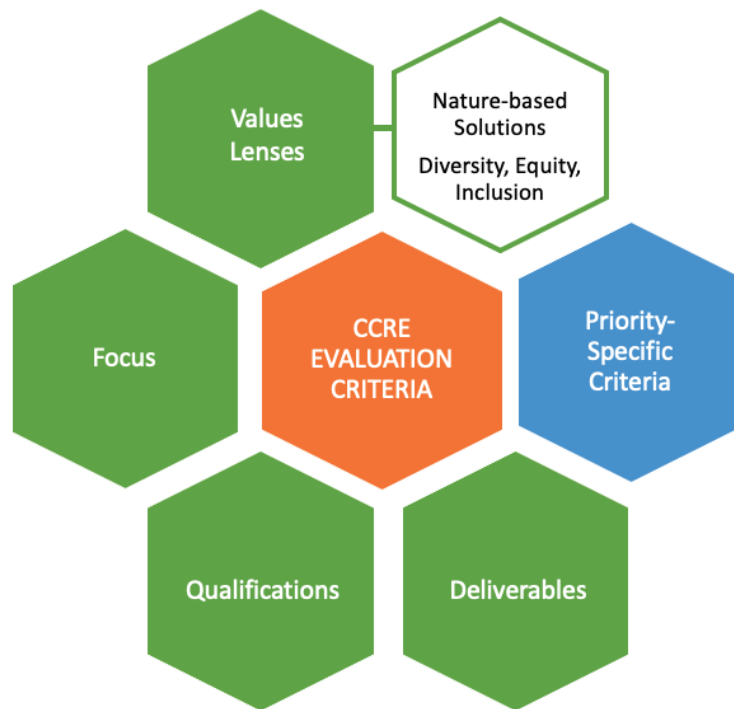 Values
Lenses
Nature-based
Solutions
Diversity, Equity,
Inclusion
Focus
CCRE
EVALUATION
CRITERIA
Priority-
Specific
Criteria
Qualifications
Deliverables